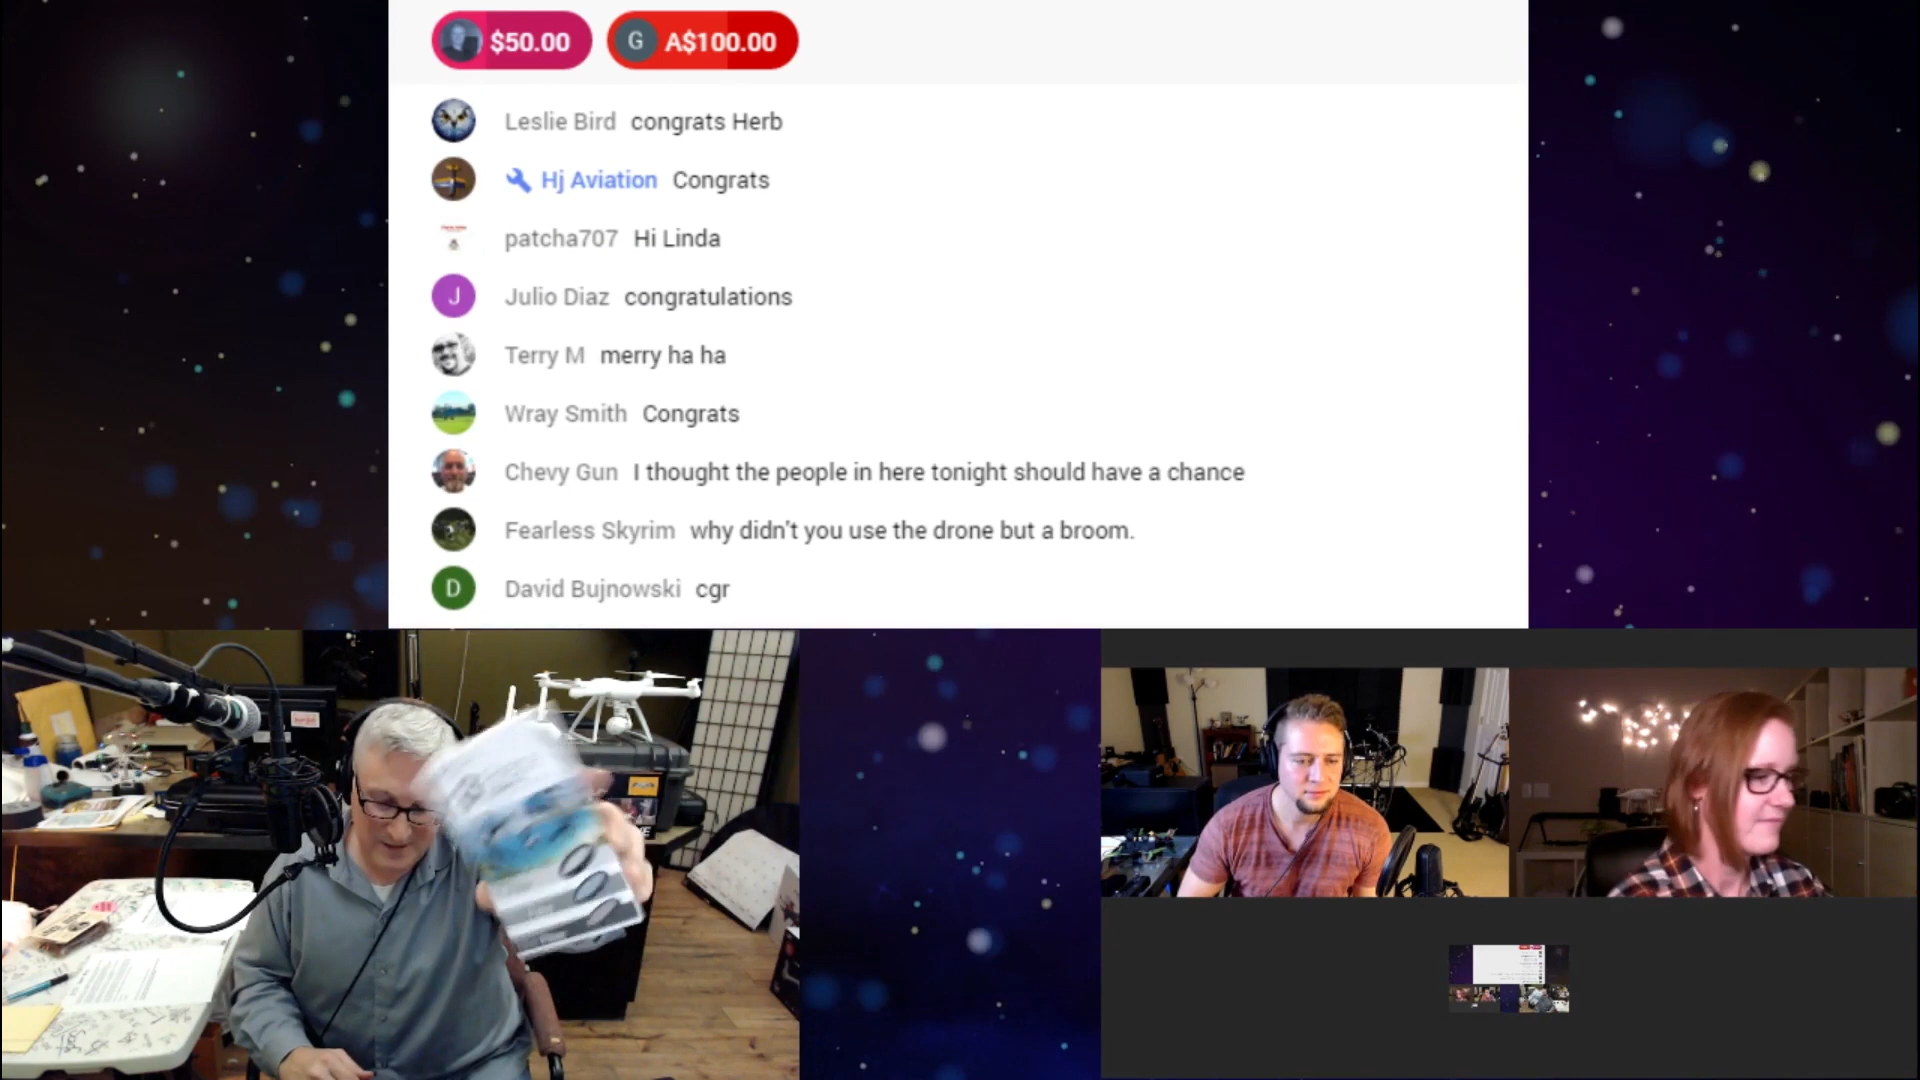 $50.00 G A$100.00
Leslie Bird congrats Herb
Hj Aviation Congrats
patcha707 Hi Linda
J Julio Diaz congratulations
Terry M merry ha ha
Wray Smith Congrats
Chevy Gun I thought the people in here tonight should have a chance
Fearless Skyrim why didn't you use the drone but a broom.
D David Bujnowski cgr